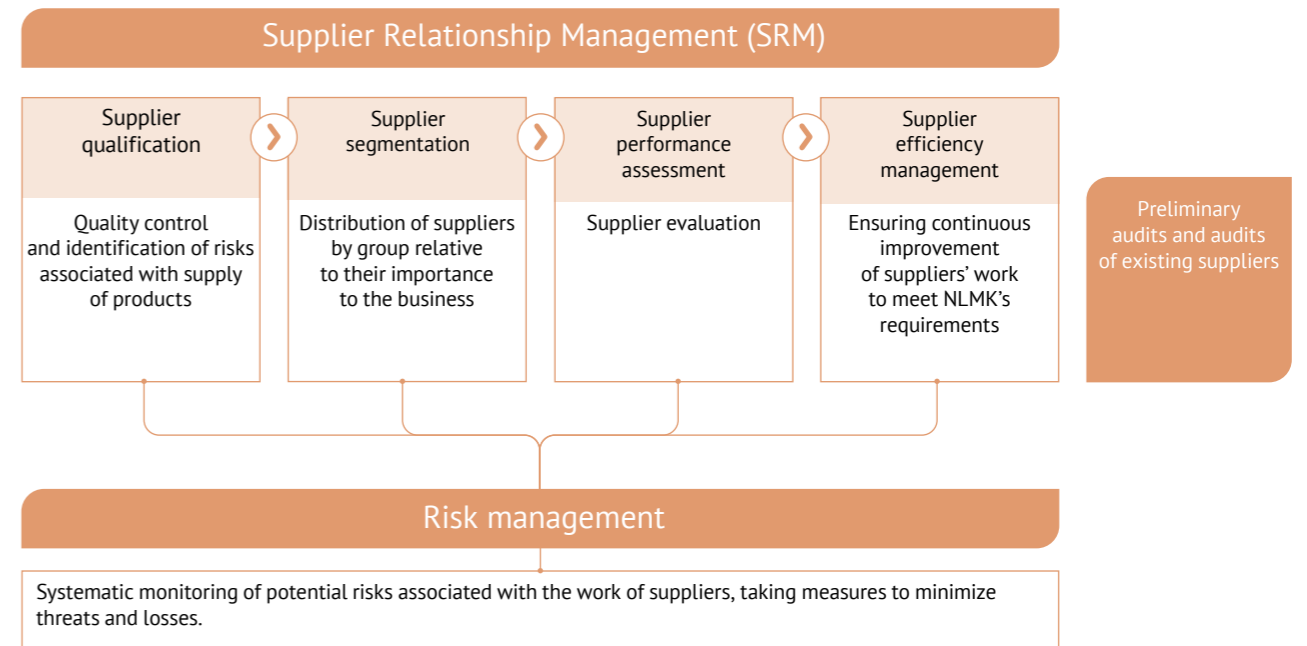 Supplier Relationship Management (SRM)
Supplier
qualification
Quality control
and identification of risks
associated with supply
of products
Supplier
segmentation
Distribution of suppliers
by group relative
to their importance
to the business
Supplier
performance
assessment
Supplier evaluation
Supplier
efficiency
management
Ensuring continuous
improvement
of suppliers’ work
to meet NLMK’s
requirements
Preliminary
audits and audits
of existing suppliers
Risk management
Systematic monitoring of potential risks associated with the work of suppliers, taking measures to minimize
threats and losses.